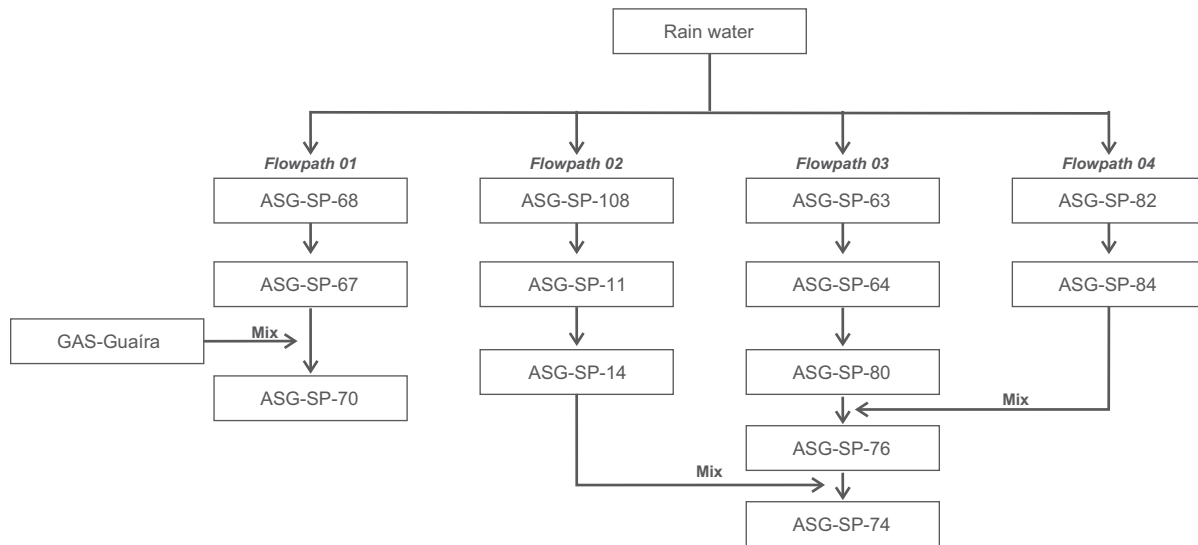 Rain water
Flowpath 01
Flowpath 02
Flowpath 03
Flowpath 04
ASG-SP-68
ASG-SP-108
ASG-SP-63
ASG-SP-82
ASG-SP-67
ASG-SP-11
ASG-SP-64
ASG-SP-84
GAS-Guaíra
Mix
ASG-SP-70
ASG-SP-14
ASG-SP-80
Mix
ASG-SP-76
Mix
ASG-SP-74